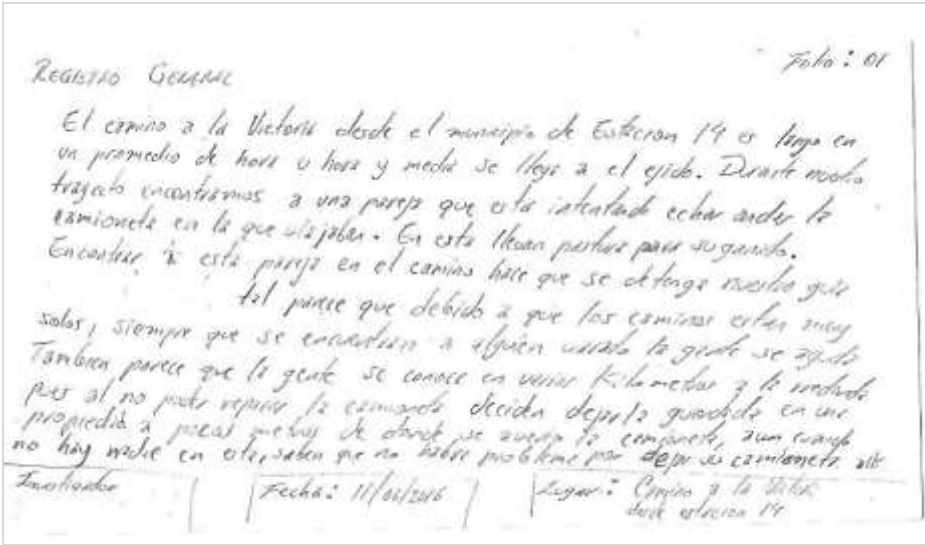 Folio: 01
REGISTRO GENERAL
El camino a la Victoria desde el municipio de Estacion 14 es largo en
un promedio de hora u hora y media se llega a el ejido. Durante nuestro
trayecto encontramos a una pareja que esta intentando echar andar la
camioneta en la que viajaban. En esta llevan pastura para su ganado.
Encontrar a esta pareja en el camino hace que se detenga nuestro guia
tal parece que debido a que los caminos estan muy
solos, siempre que se encuentran a alguien varado la gente se ayuda
Tambien parece que la gente se conoce en varios Kilometros a la redonda
pues al no poder reparar la camioneta deciden dejarla guardada en una
propiedad a pocos metros de donde se averio la camioneta, aun cuando
no hay nadie en esta, saben que no habra problema por dejar su camioneta
Fecha: 11/06/2016
Lugar: Camino a la Victoria
desde estacion 14